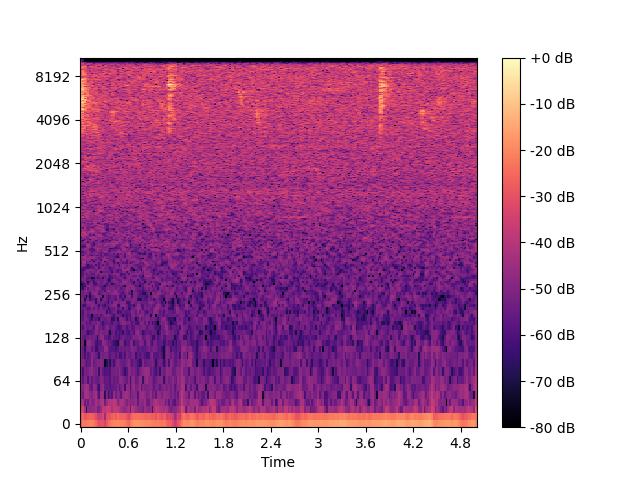 +0 dB
8192
-10 dB
4096
-20 dB
2048
-30 dB
1024
-40 dB
Hz
512
-50 dB
256
-60 dB
128
64
-70 dB
0
-80 dB
0 0.6 1.2 1.8 2.4 3 3.6 4.2 4.8
Time